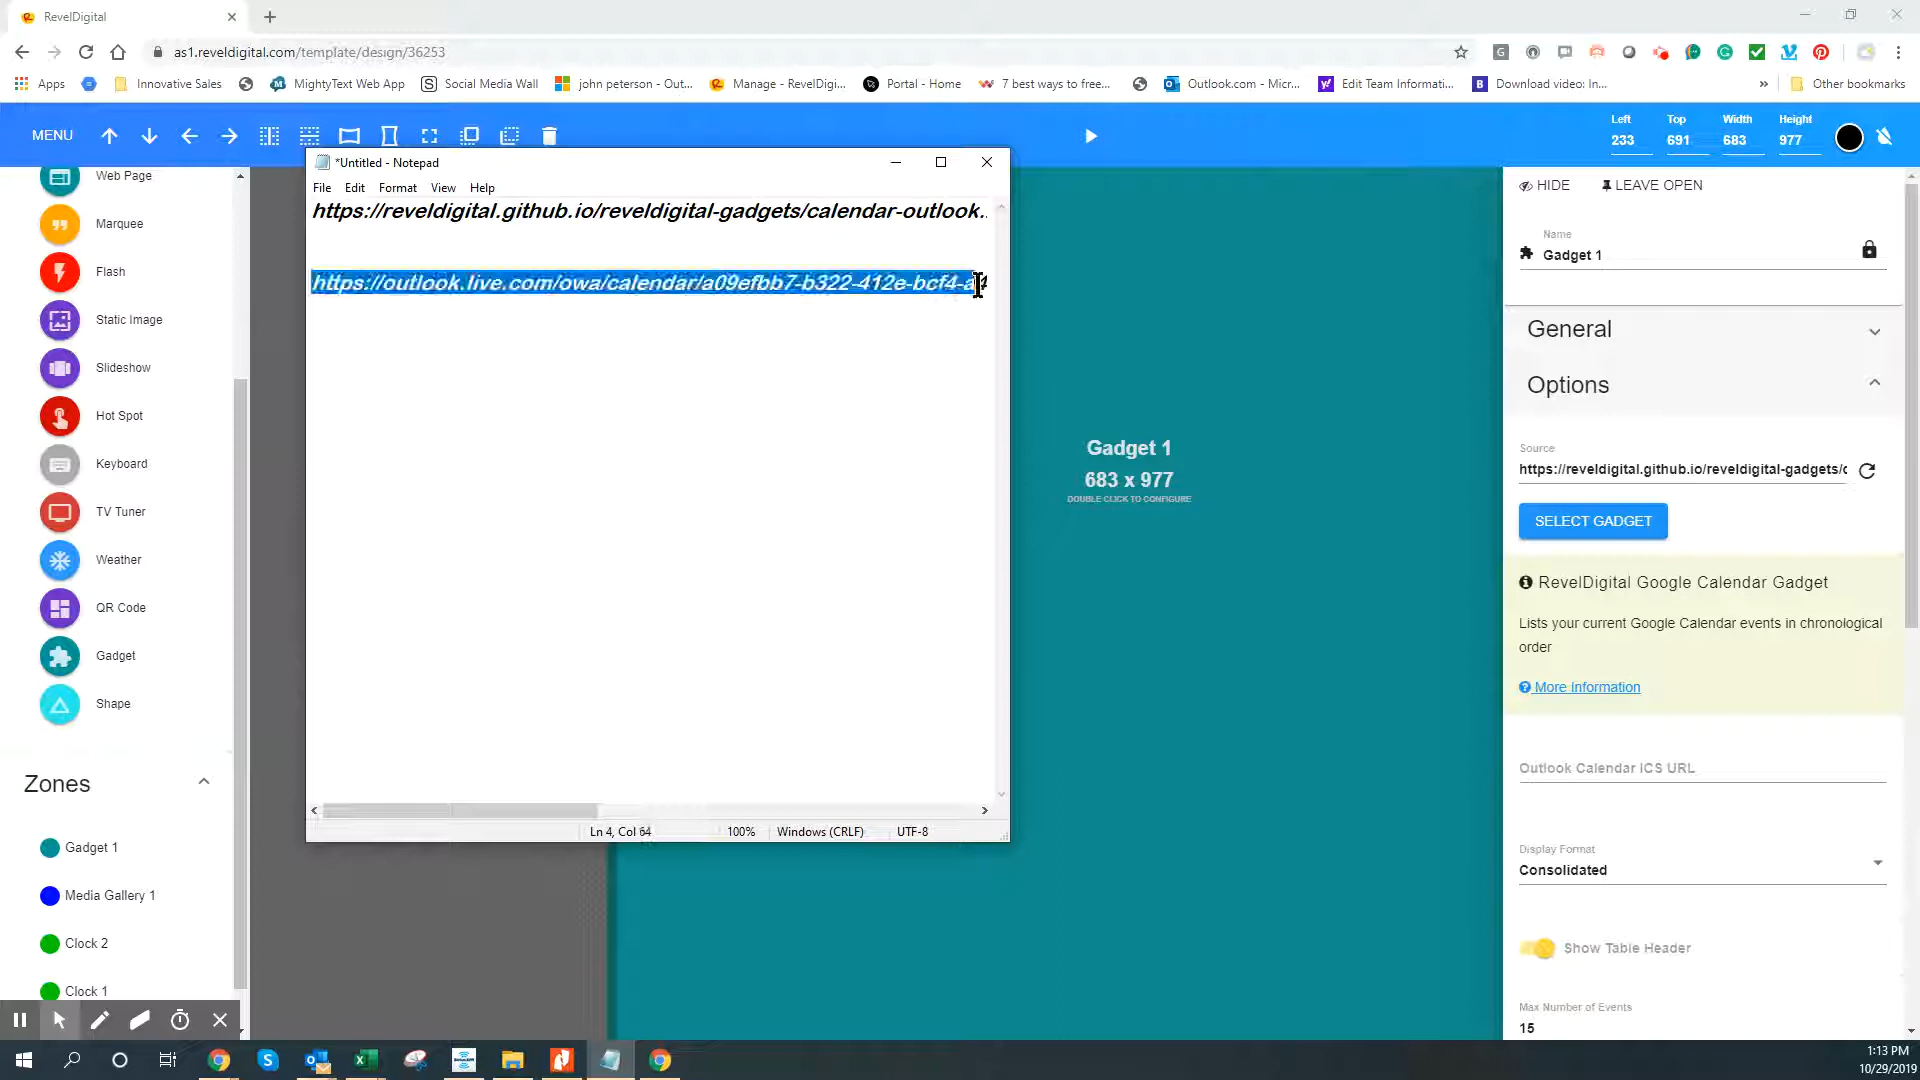 RevelDigital
as1.reveldigital.com/template/design/36253
Apps
Innovative Sales
MightyText Web App
Social Media Wall
john peterson - Out...
Manage - RevelDigi...
Portal - Home
7 best ways to free...
Outlook.com - Micr...
Edit Team Informati...
Download video: In...
»
Other bookmarks
MENU
Left
Top
Width
Height
233
691
683
977
Web Page
Marquee
Flash
Static Image
Slideshow
Hot Spot
Keyboard
TV Tuner
Weather
QR Code
Gadget
Shape
Zones
Gadget 1
Media Gallery 1
Clock 2
Clock 1
*Untitled - Notepad
File Edit Format View Help
https://reveldigital.github.io/reveldigital-gadgets/calendar-outlook.
https://outlook.live.com/owa/calendar/a09efbb7-b322-412e-bcf4-a
Ln 4, Col 64
100%
Windows (CRLF)
UTF-8
Gadget 1
683 x 977
DOUBLE CLICK TO CONFIGURE
HIDE
LEAVE OPEN
Name
Gadget 1
General
Options
Source
https://reveldigital.github.io/reveldigital-gadgets/c
SELECT GADGET
RevelDigital Google Calendar Gadget
Lists your current Google Calendar events in chronological
order
More Information
Outlook Calendar ICS URL
Display Format
Consolidated
Show Table Header
Max Number of Events
15
1:13 PM
10/29/2019